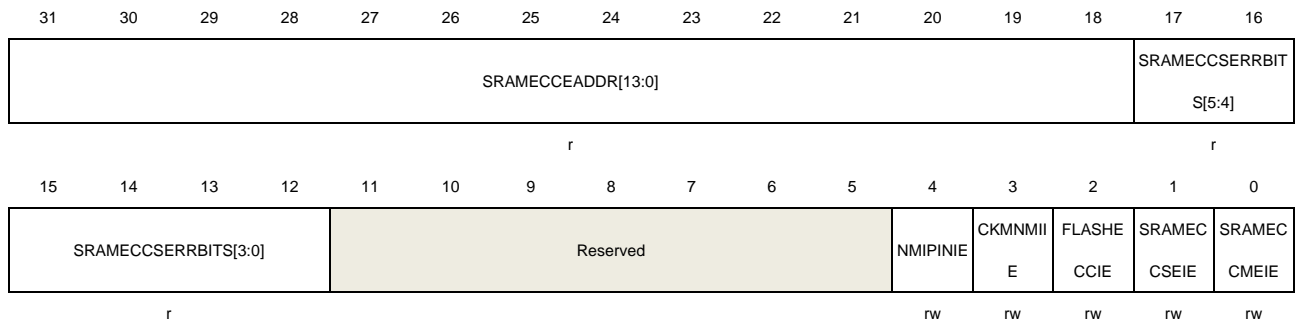 31 30 29 28 27 26 25 24 23 22 21 20 19 18 17 16
SRAMECCEADDR[13:0]
SRAMECCSERRBIT
S[5:4]
r r
15 14 13 12 11 10 9 8 7 6 5 4 3 2 1 0
SRAMECCSERRBITS[3:0]
Reserved
NMIPINIE
CKMNMII
E
FLASHE
CCIE
SRAMEC
CSEIE
SRAMEC
CMEIE
r rw rw rw rw rw